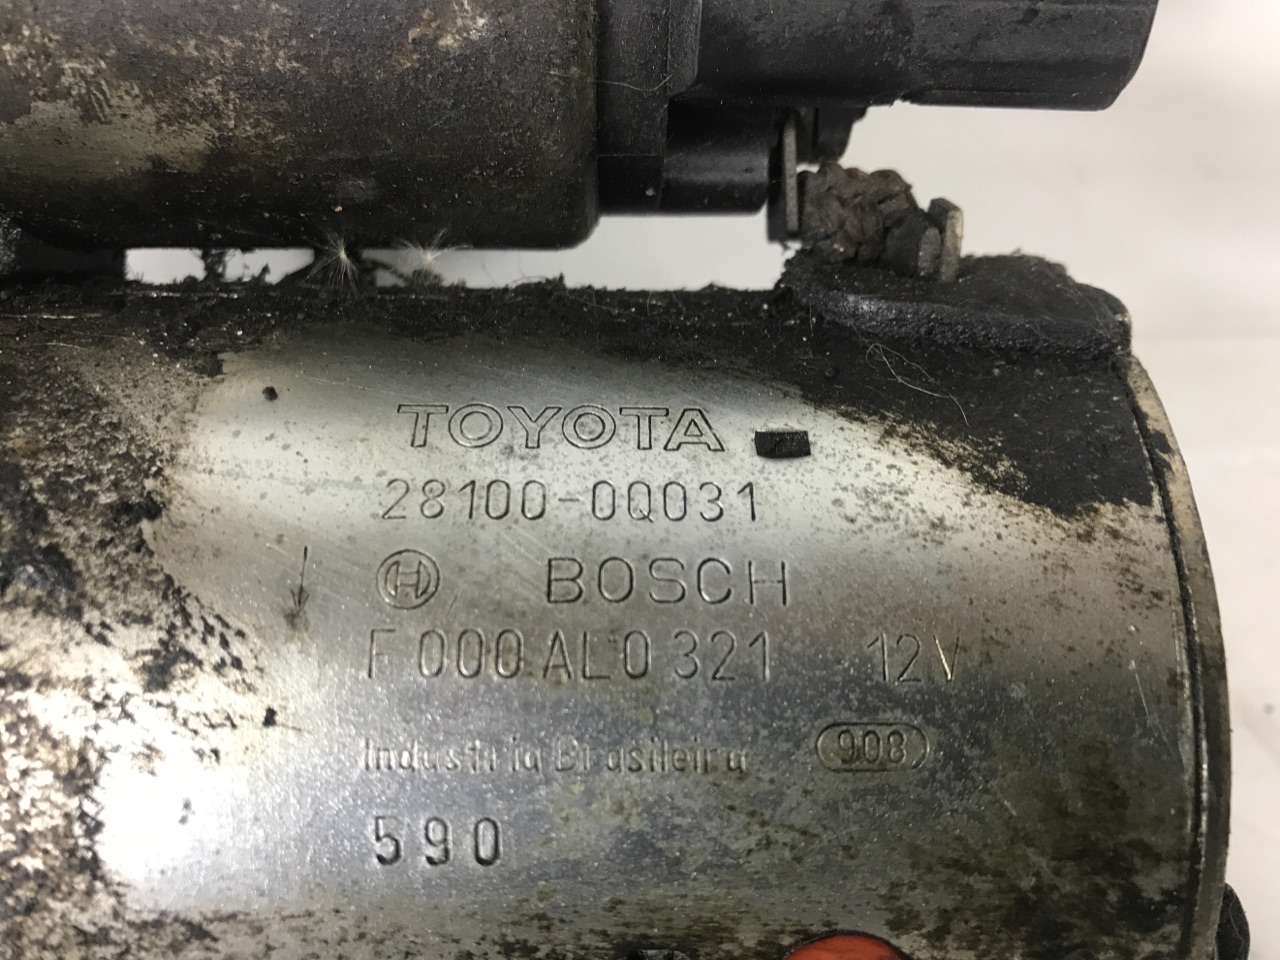 TOYOTA
28100-0Q031
H BOSCH
F 000 AL0 321 12V
Industria Brasileira 908
590